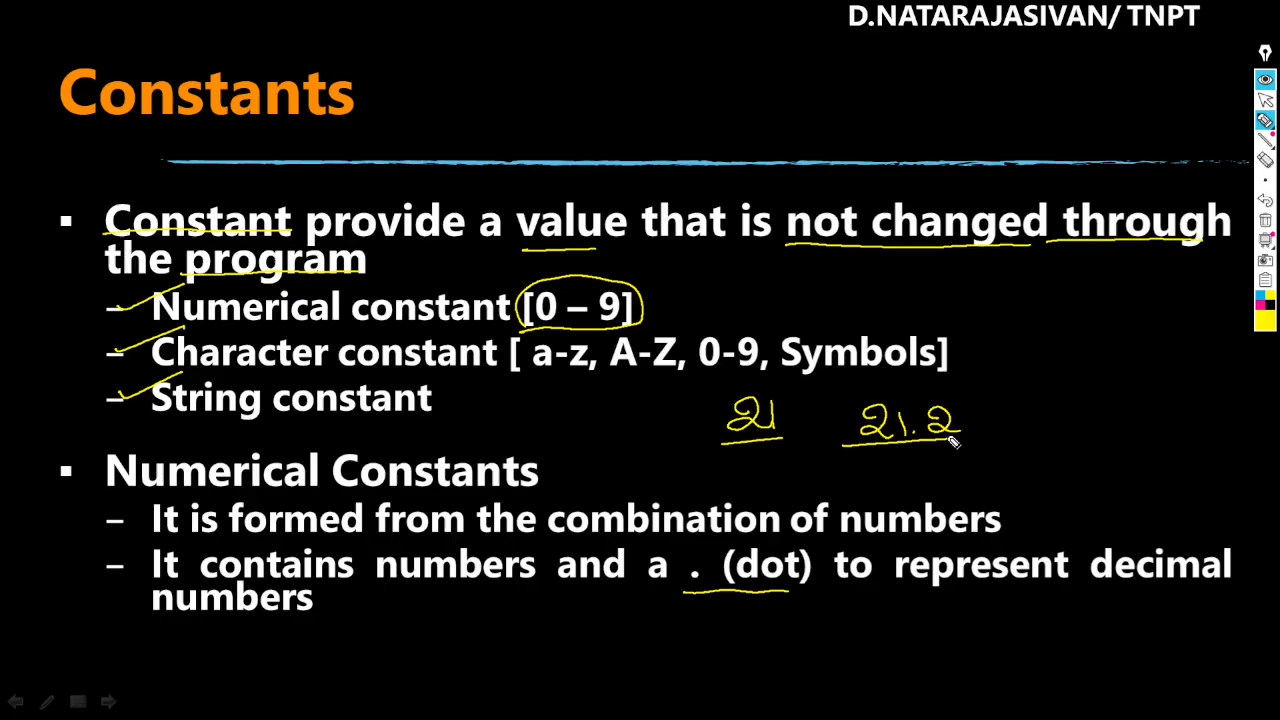 D.NATARAJASIVAN/ TNPT
Constants
▪ Constant provide a value that is not changed through
the program
– Numerical constant [0 – 9]
– Character constant [ a-z, A-Z, 0-9, Symbols]
– String constant
21 21.2
▪ Numerical Constants
– It is formed from the combination of numbers
– It contains numbers and a . (dot) to represent decimal
numbers